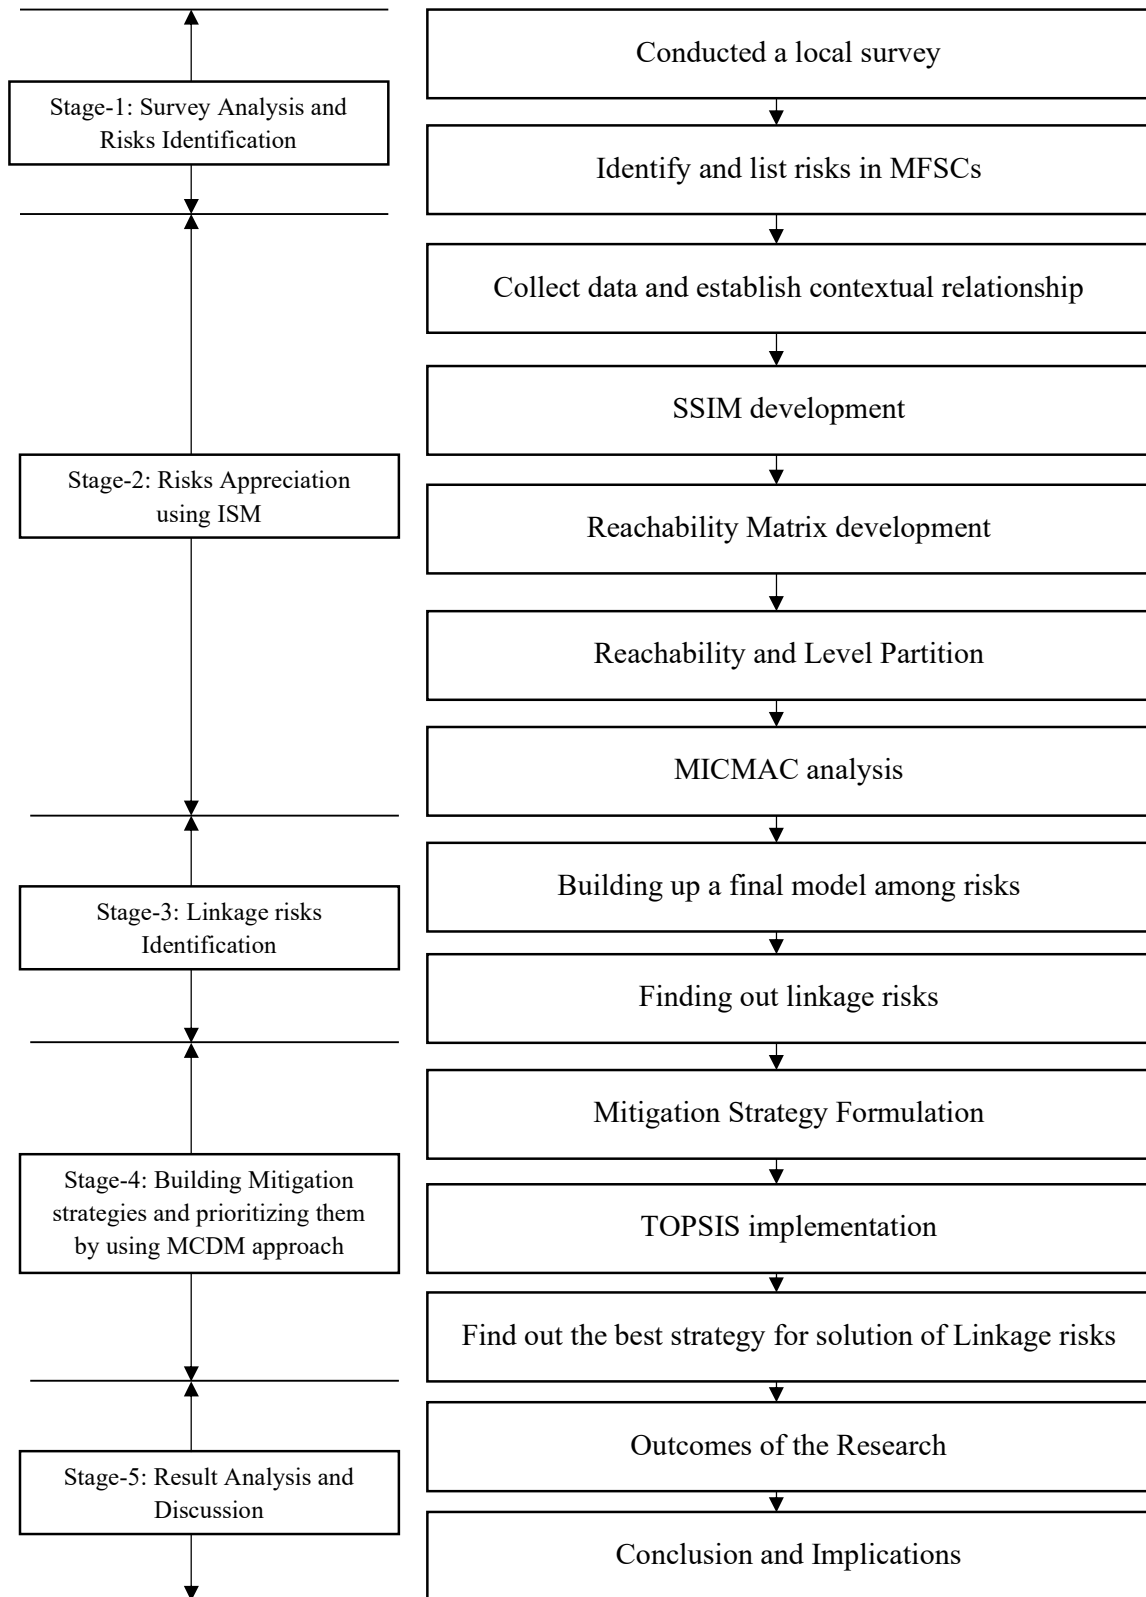 Conducted a local survey
Stage-1: Survey Analysis and
Risks Identification
Identify and list risks in MFSCs
Collect data and establish contextual relationship
SSIM development
Stage-2: Risks Appreciation
using ISM
Reachability Matrix development
Reachability and Level Partition
MICMAC analysis
Building up a final model among risks
Stage-3: Linkage risks
Identification
Finding out linkage risks
Mitigation Strategy Formulation
Stage-4: Building Mitigation
strategies and prioritizing them
by using MCDM approach
TOPSIS implementation
Find out the best strategy for solution of Linkage risks
Outcomes of the Research
Stage-5: Result Analysis and
Discussion
Conclusion and Implications